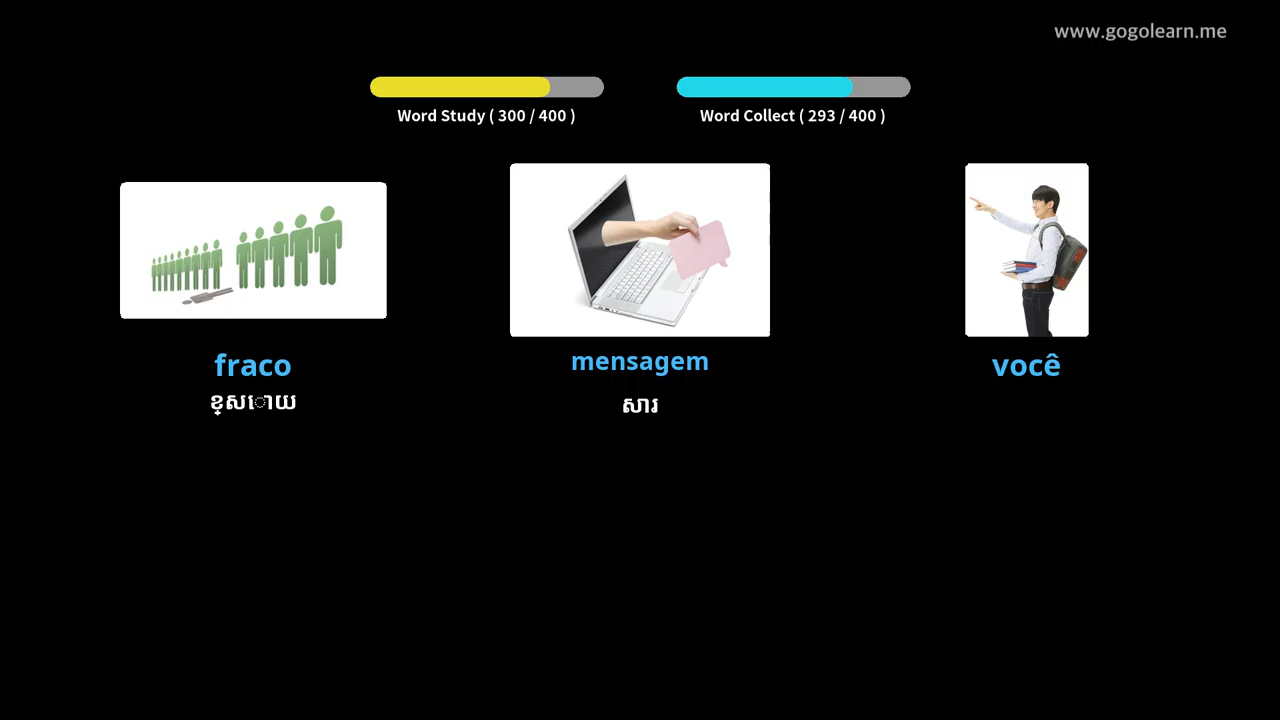 www.gogolearn.me
Word Study ( 300 / 400 )
Word Collect ( 293 / 400 )
fraco
ខ្សោយ
mensagem
សារ
você